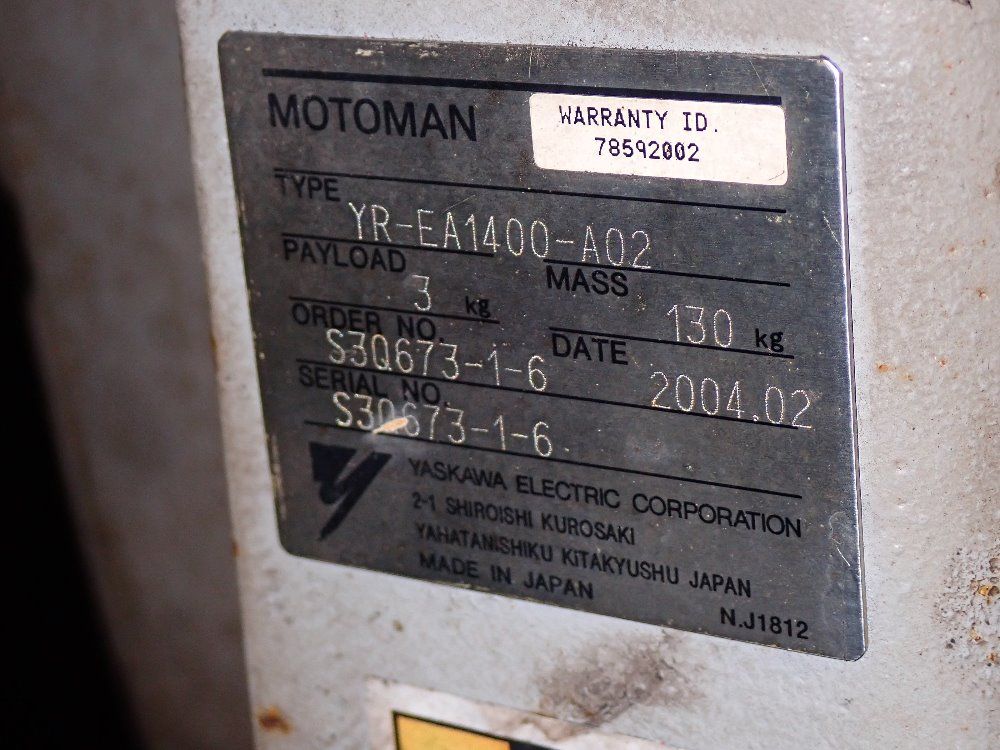 MOTOMAN
WARRANTY ID.
78592002
TYPE
YR-EA1400-A02
PAYLOAD
3 kg
MASS
130 kg
ORDER NO.
S3Q673-1-6
DATE
2004.02
SERIAL NO.
S3Q673-1-6
YASKAWA ELECTRIC CORPORATION
2-1 SHIROISHI KUROSAKI
YAHATANISHIKU KITAKYUSHU JAPAN
MADE IN JAPAN
N.J1812